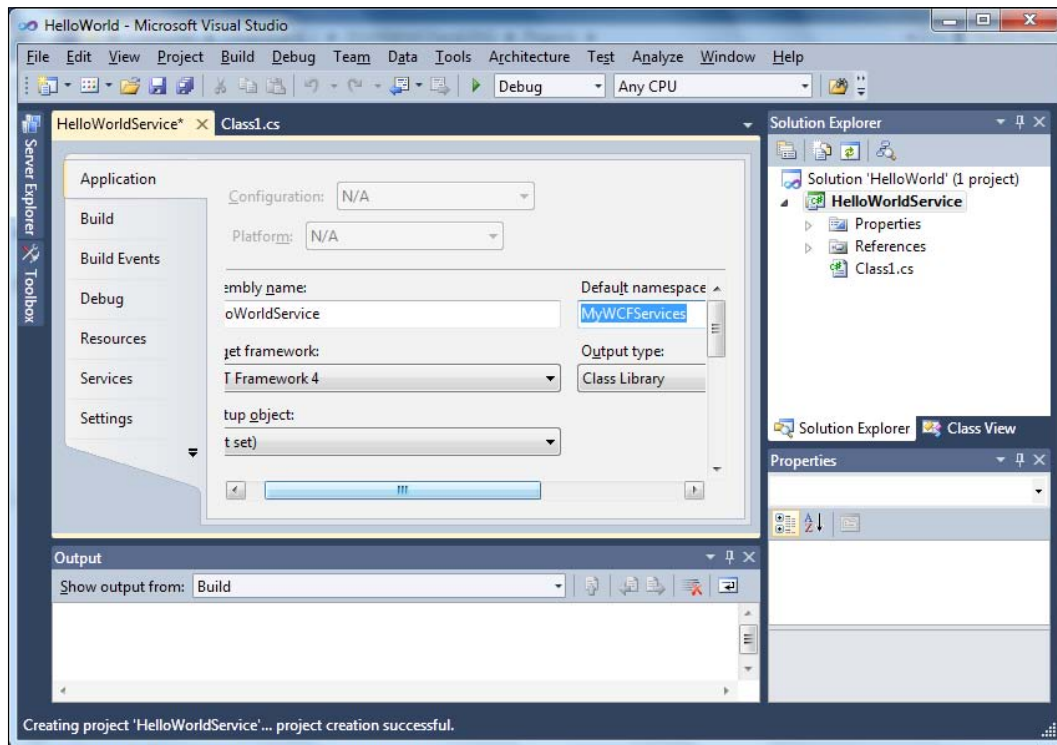 HelloWorld - Microsoft Visual Studio
File Edit View Project Build Debug Team Data Tools Architecture Test Analyze Window Help
Debug Any CPU
Server Explorer
Toolbox
HelloWorldService* Class1.cs
Application
Build
Build Events
Debug
Resources
Services
Settings
Configuration: N/A
Platform: N/A
embly name:
oWorldService
Default namespace
MyWCFServices
get framework:
T Framework 4
Output type:
Class Library
tup object:
t set)
Solution Explorer
Solution 'HelloWorld' (1 project)
HelloWorldService
Properties
References
Class1.cs
Solution Explorer Class View
Properties
Output
Show output from: Build
Creating project 'HelloWorldService'... project creation successful.